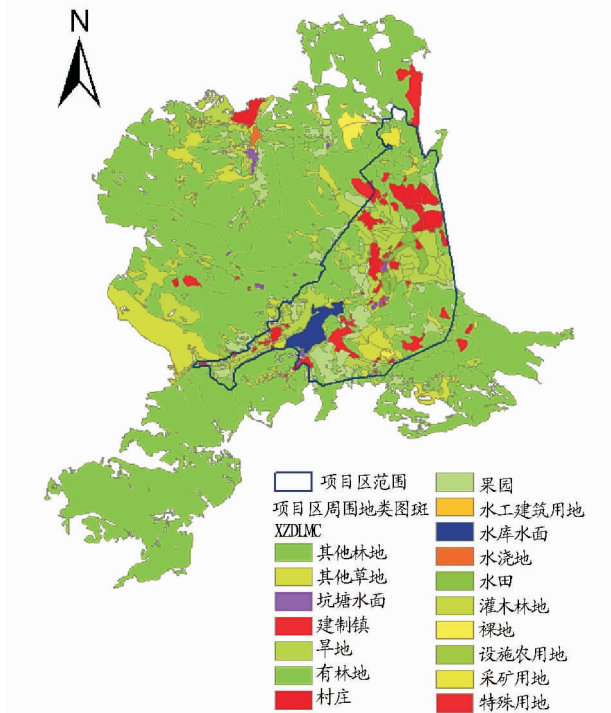 N
项目区范围
项目区周围地类图斑
XZDLMC
其他林地
其他草地
坑塘水面
建制镇
旱地
有林地
村庄
果园
水工建筑用地
水库水面
水浇地
水田
灌木林地
裸地
设施农用地
采矿用地
特殊用地